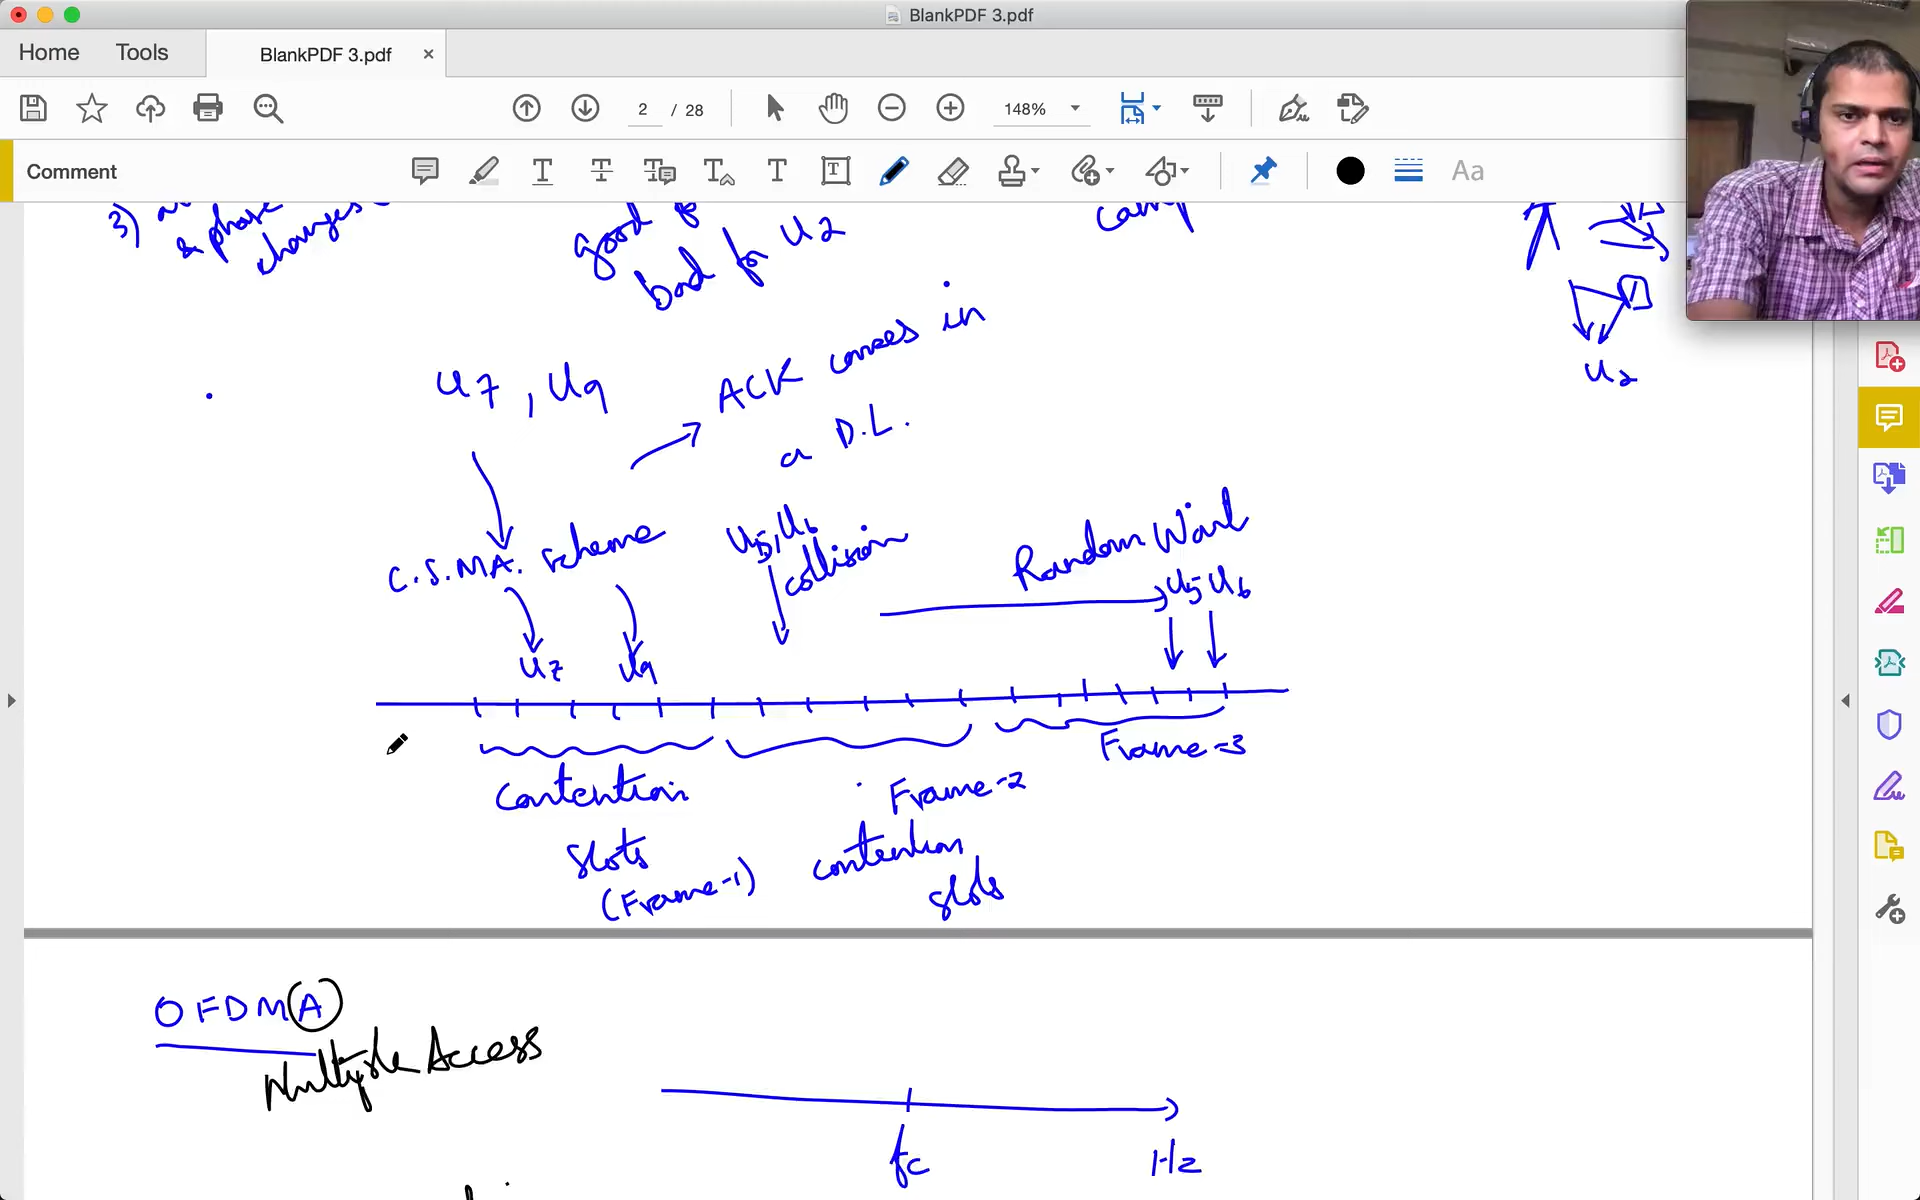 BlankPDF 3.pdf
Home Tools BlankPDF 3.pdf ×
2 / 28 148%
Comment Aa
3)
& phase
changes
good
bad for U2
U2
U7, U9
ACK comes in
a D.L.
C.S.M.A. scheme
U5, U6
collision
Random Wait
U5 U6
U7 U9
Contention
slots
(Frame-1)
Frame-2
contention
slots
Frame-3
OFDM(A)
Multiple Access
fc
Hz